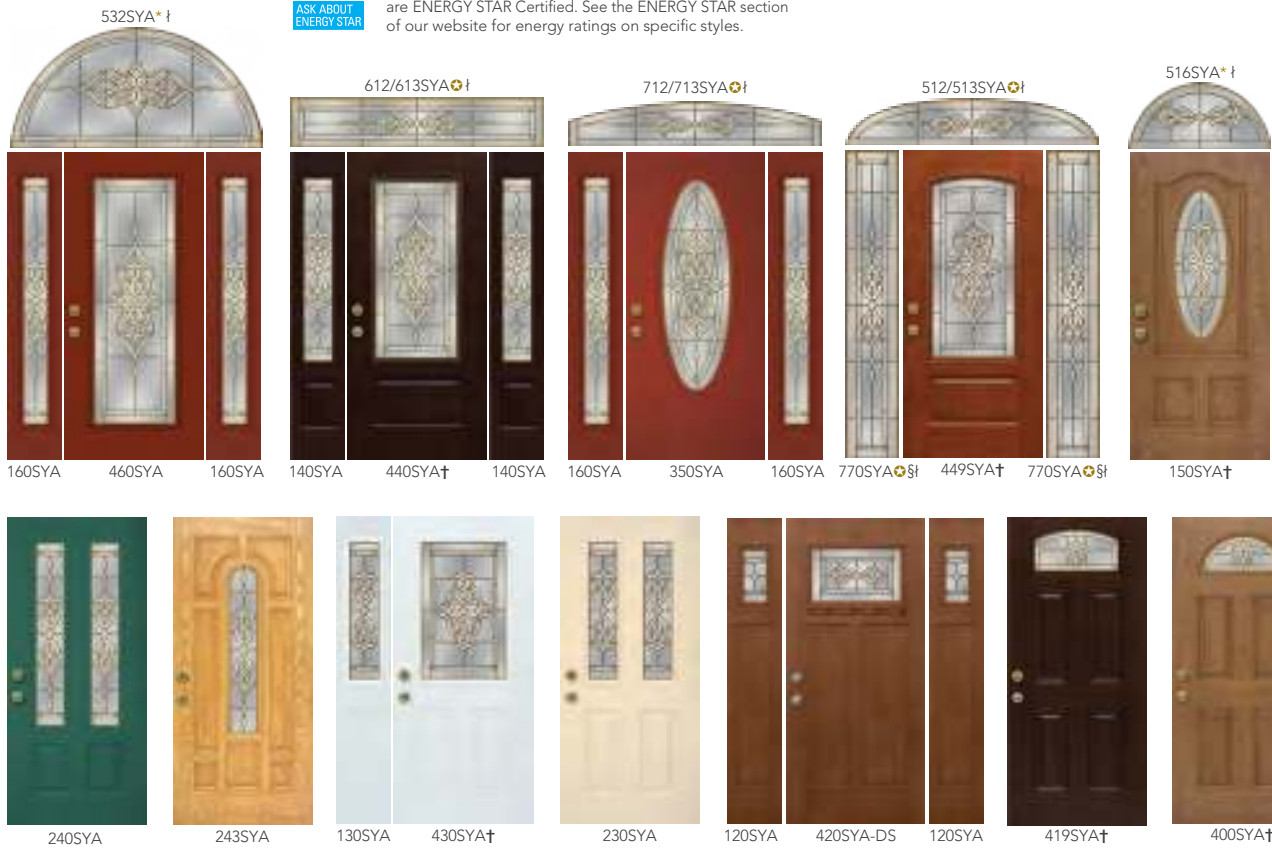 532SYA* ł
ASK ABOUT
ENERGY STAR
are ENERGY STAR Certified. See the ENERGY STAR section
of our website for energy ratings on specific styles.
612/613SYA✪ł
712/713SYA✪ł
512/513SYA✪ł
516SYA* ł
160SYA 460SYA 160SYA
140SYA 440SYA† 140SYA
160SYA 350SYA 160SYA
770SYA✪§ł 449SYA† 770SYA✪§ł
150SYA†
240SYA
243SYA
130SYA 430SYA†
230SYA
120SYA 420SYA-DS 120SYA
419SYA†
400SYA†